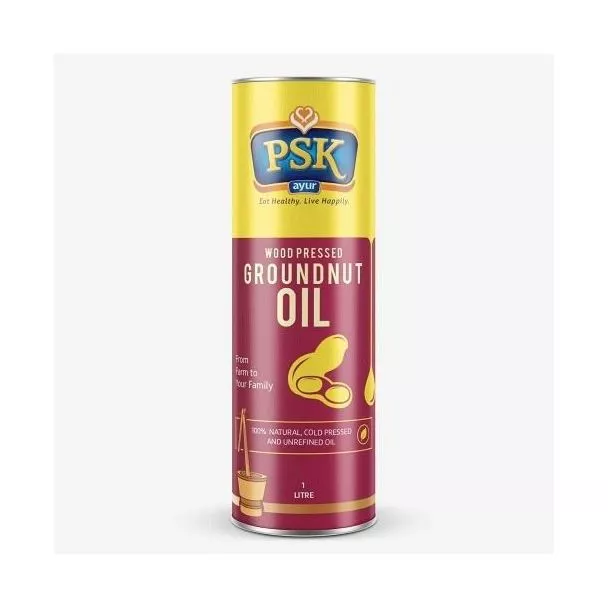 PSK
ayur
Eat Healthy. Live Happily.
WOOD PRESSED
GROUNDNUT
OIL
From
Farm to
Your Family
100% NATURAL, COLD PRESSED
AND UNREFINED OIL
1
LITRE